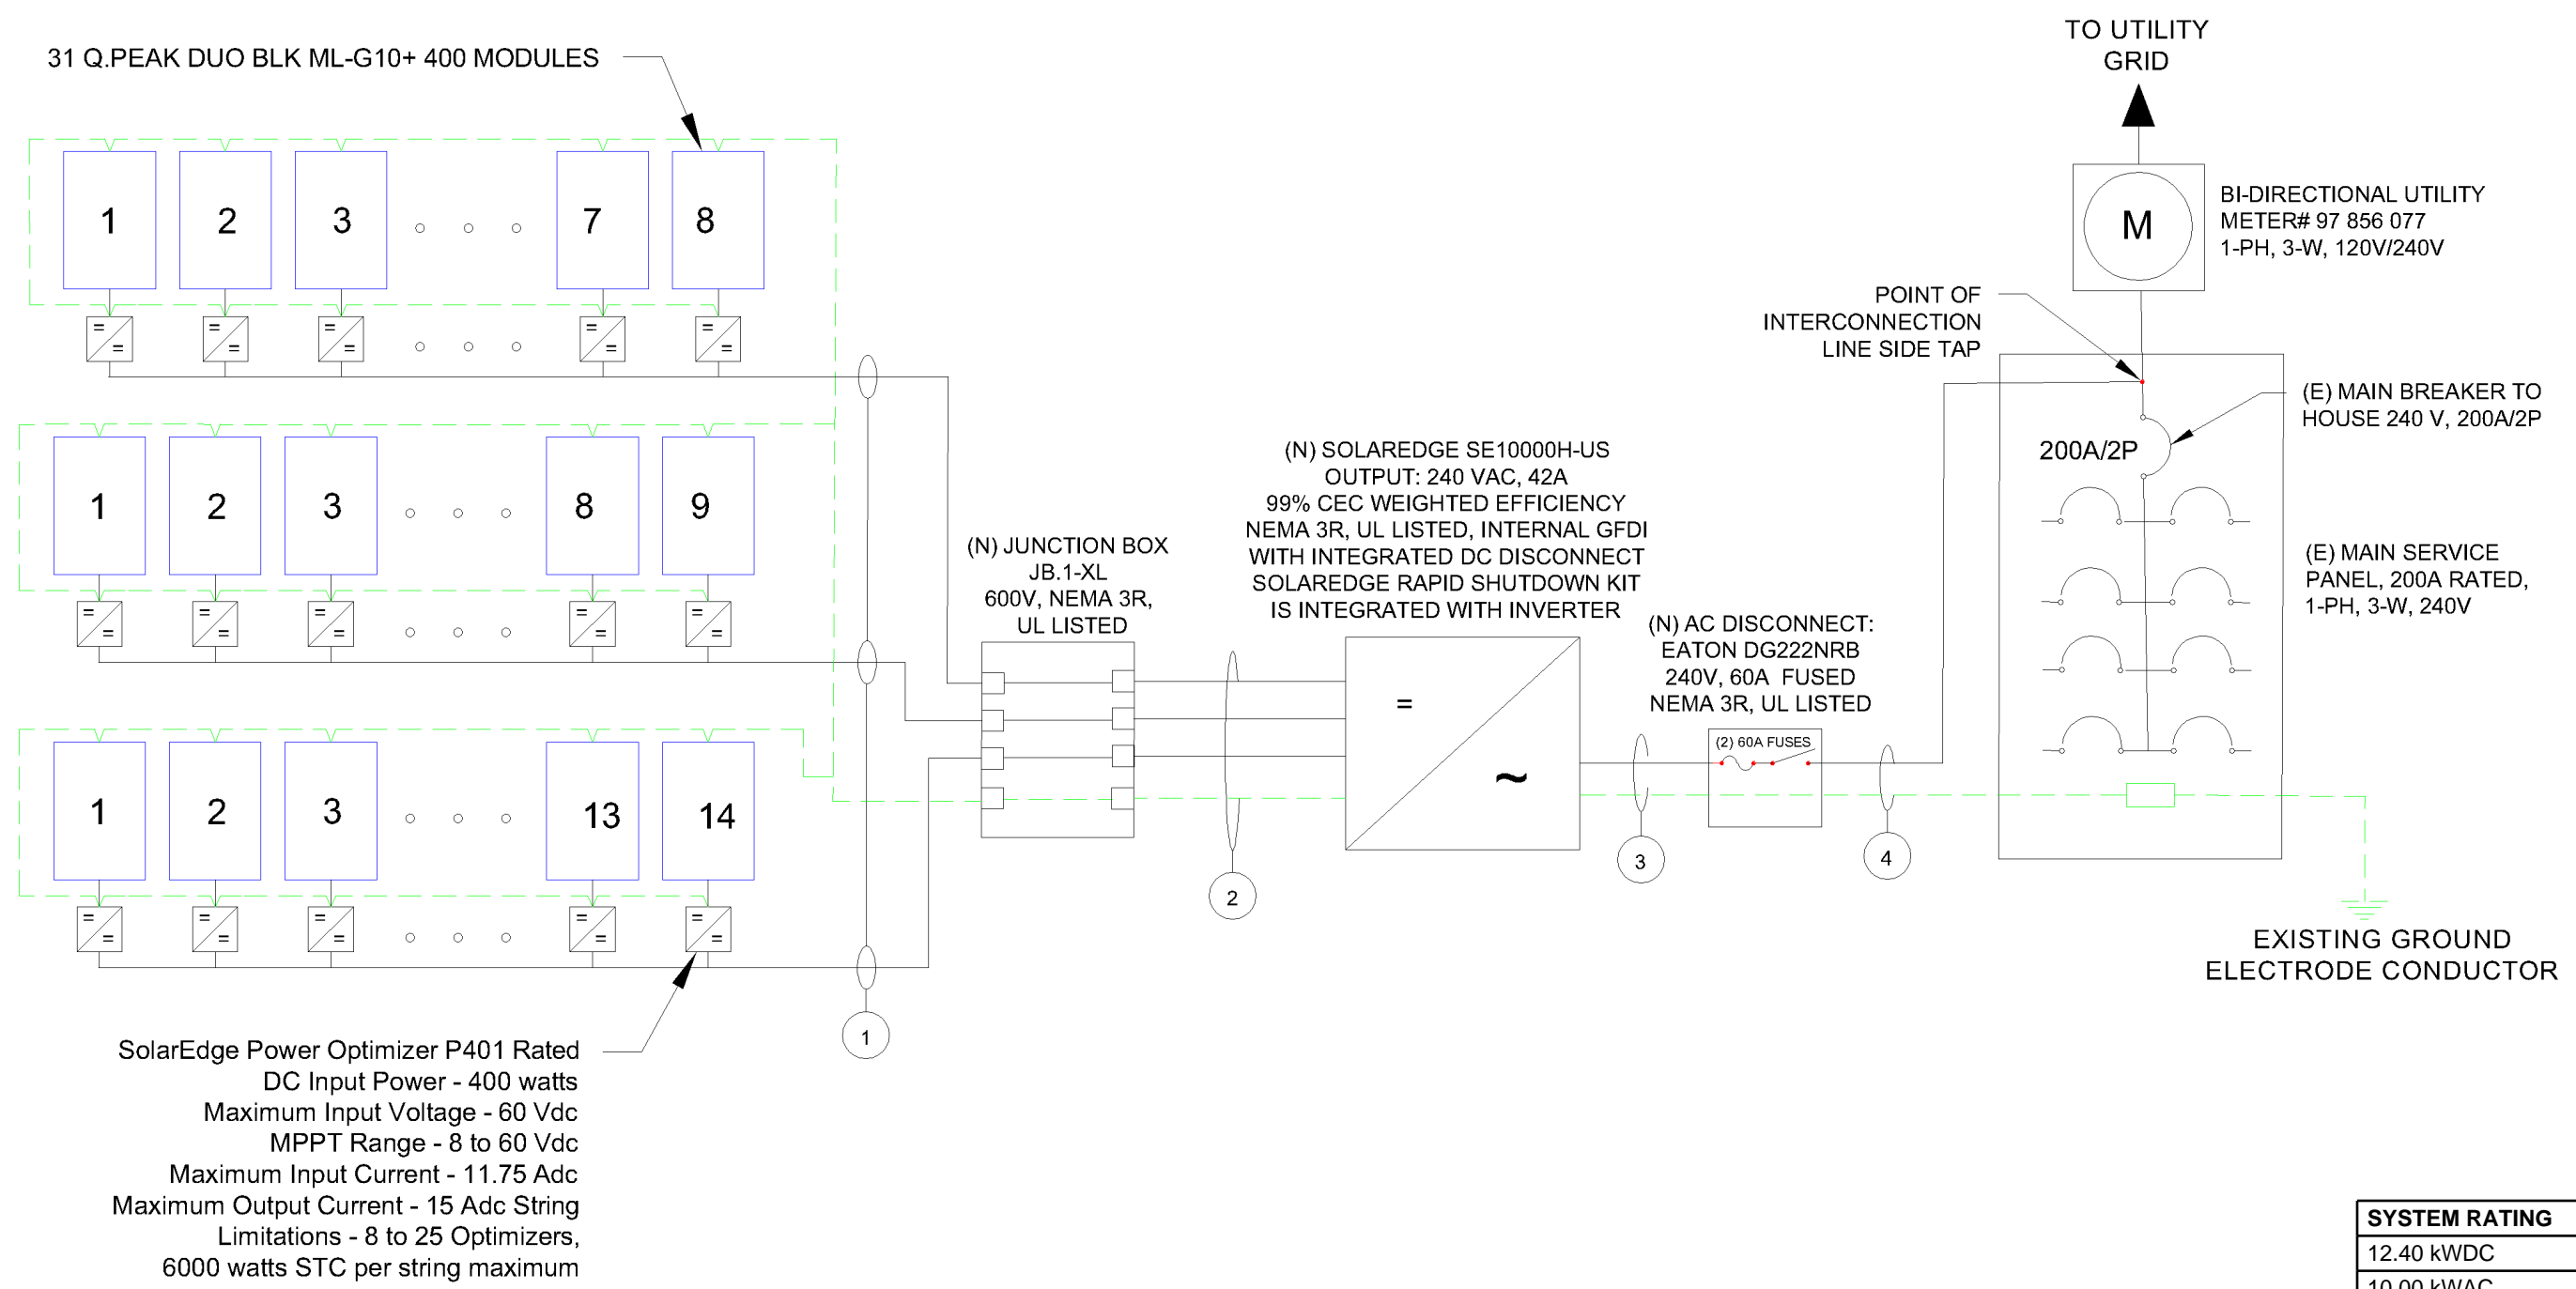 31 Q.PEAK DUO BLK ML-G10+ 400 MODULES
1
2
3
7
8
1
2
3
8
9
1
2
3
13
14
SolarEdge Power Optimizer P401 Rated
DC Input Power - 400 watts
Maximum Input Voltage - 60 Vdc
MPPT Range - 8 to 60 Vdc
Maximum Input Current - 11.75 Adc
Maximum Output Current - 15 Adc String
Limitations - 8 to 25 Optimizers,
6000 watts STC per string maximum
1
(N) JUNCTION BOX
JB.1-XL
600V, NEMA 3R,
UL LISTED
2
(N) SOLAREDGE SE10000H-US
OUTPUT: 240 VAC, 42A
99% CEC WEIGHTED EFFICIENCY
NEMA 3R, UL LISTED, INTERNAL GFDI
WITH INTEGRATED DC DISCONNECT
SOLAREDGE RAPID SHUTDOWN KIT
IS INTEGRATED WITH INVERTER
3
(N) AC DISCONNECT:
EATON DG222NRB
240V, 60A FUSED
NEMA 3R, UL LISTED
(2) 60A FUSES
4
TO UTILITY
GRID
M
BI-DIRECTIONAL UTILITY
METER# 97 856 077
1-PH, 3-W, 120V/240V
POINT OF
INTERCONNECTION
LINE SIDE TAP
(E) MAIN BREAKER TO
HOUSE 240 V, 200A/2P
200A/2P
(E) MAIN SERVICE
PANEL, 200A RATED,
1-PH, 3-W, 240V
EXISTING GROUND
ELECTRODE CONDUCTOR
SYSTEM RATING
12.40 kWDC
10.00 kWAC